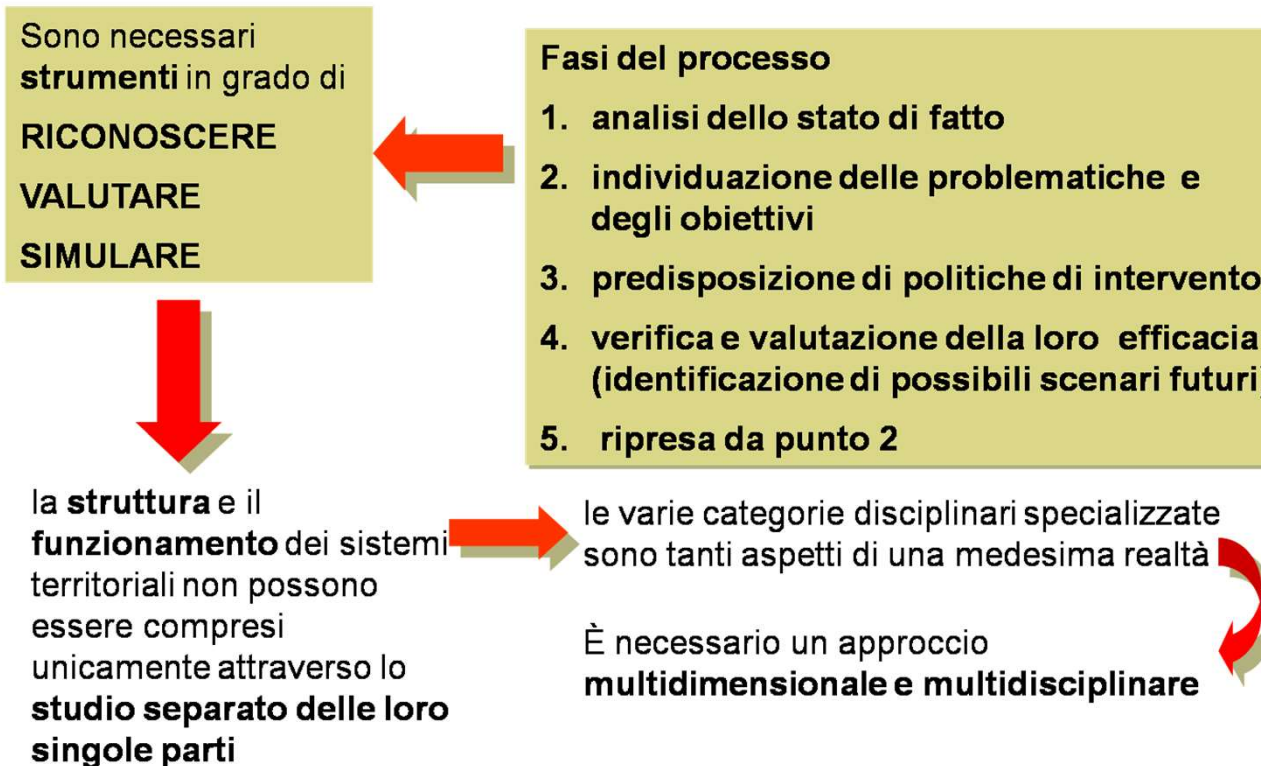 Sono necessari
strumenti in grado di
RICONOSCERE
VALUTARE
SIMULARE
Fasi del processo
1. analisi dello stato di fatto
2. individuazione delle problematiche e
degli obiettivi
3. predisposizione di politiche di intervento
4. verifica e valutazione della loro efficacia
(identificazione di possibili scenari futuri)
5. ripresa da punto 2
la struttura e il
funzionamento dei sistemi
territoriali non possono
essere compresi
unicamente attraverso lo
studio separato delle loro
singole parti
le varie categorie disciplinari specializzate
sono tanti aspetti di una medesima realtà
È necessario un approccio
multidimensionale e multidisciplinare